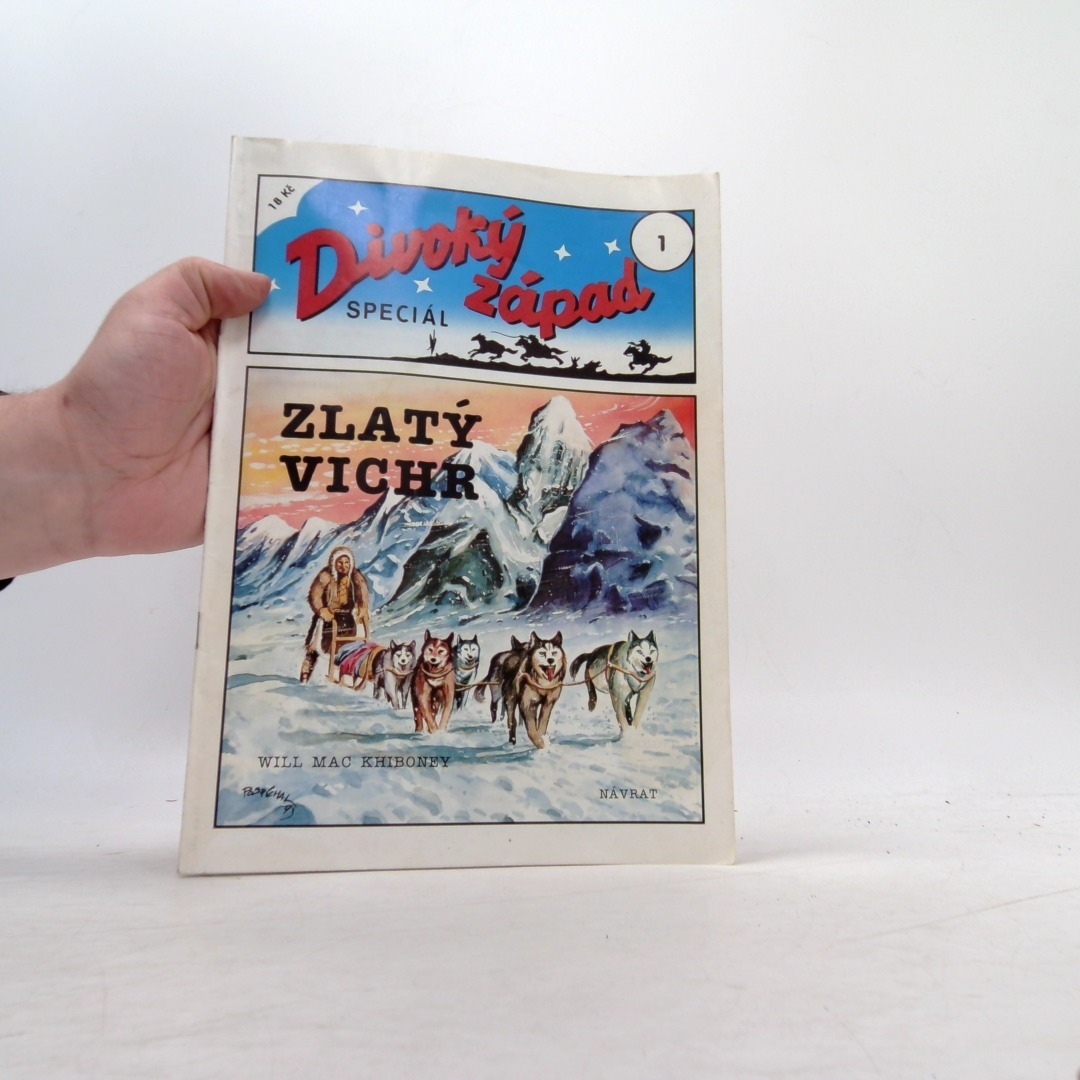 18 Kč
Divoký
západ
SPECIÁL
1
ZLATÝ
VICHR
WILL MAC KHIBONEY
NÁVRAT